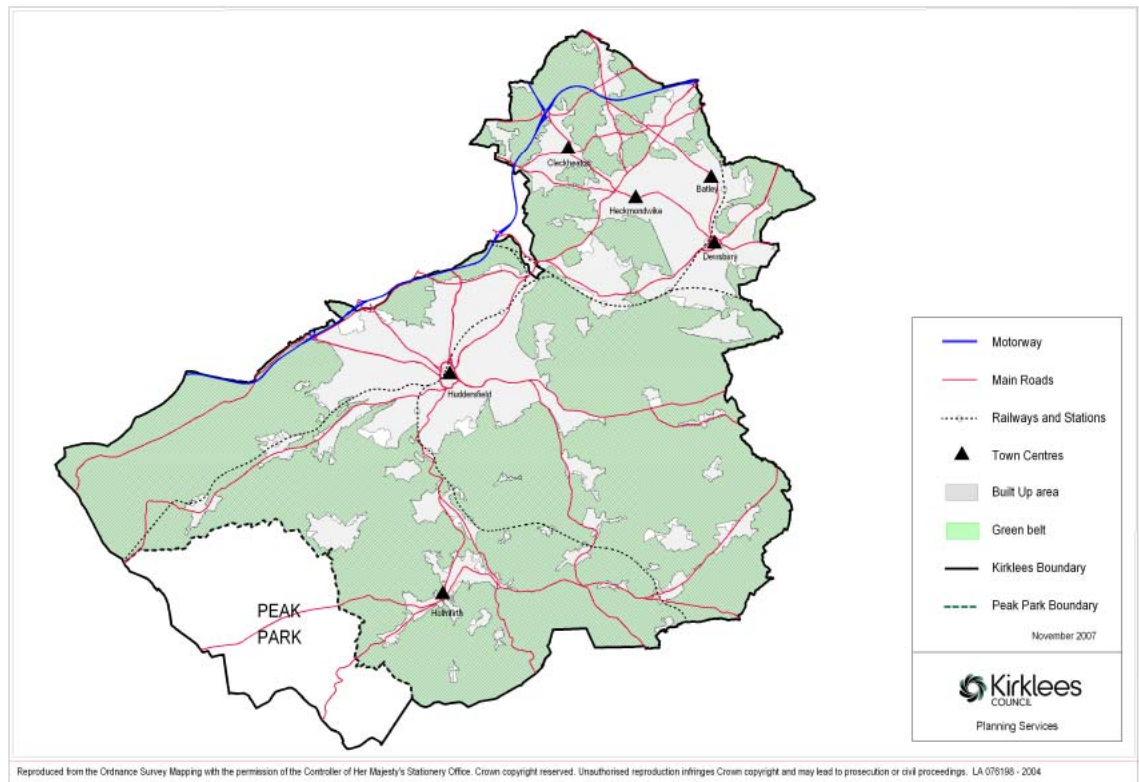 Cleckheaton
Batley
Heckmondwike
Dewsbury
Huddersfield
PEAK
PARK
Holmfirth
Motorway
Main Roads
Railways and Stations
Town Centres
Built Up area
Green belt
Kirklees Boundary
Peak Park Boundary
November 2007
Kirklees
COUNCIL
Planning Services
Reproduced from the Ordnance Survey Mapping with the permission of the Controller of Her Majesty's Stationery Office. Crown copyright reserved. Unauthorised reproduction infringes Crown copyright and may lead to prosecution or civil proceedings. LA 076198 - 2004